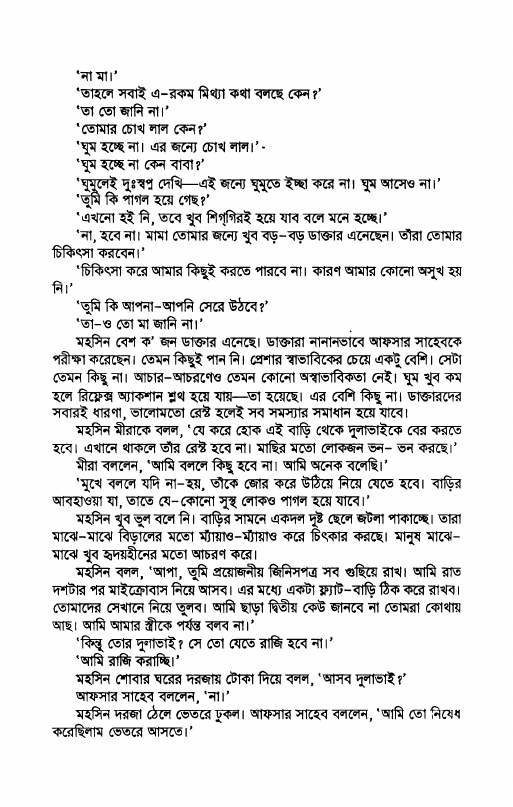 ‘না মা।’
‘তাহলে সবাই এ-রকম মিথ্যা কথা বলছে কেন?’
‘তা তো জানি না।’
‘তোমার চোখ লাল কেন?’
‘ঘুম হচ্ছে না। এর জন্যে চোখ লাল।’
‘ঘুম হচ্ছে না কেন বাবা?’
‘ঘুমুলেই দুঃস্বপ্ন দেখি—এই জন্যে ঘুমুতে ইচ্ছা করে না। ঘুম আসেও না।’
‘তুমি কি পাগল হয়ে গেছ?’
‘এখনো হই নি, তবে খুব শিগ্‌গিরই হয়ে যাব বলে মনে হচ্ছে।’
‘না, হবে না। মামা তোমার জন্যে খুব বড়-বড় ডাক্তার এনেছেন। তাঁরা তোমার
চিকিৎসা করবেন।’
‘চিকিৎসা করে আমার কিছুই করতে পারবে না। কারণ আমার কোনো অসুখ হয়
নি।’
‘তুমি কি আপনা-আপনি সেরে উঠবে?’
‘তা-ও তো মা জানি না।’
মহসিন বেশ ক’ জন ডাক্তার এনেছে। ডাক্তারা নানানভাবে আফসার সাহেবকে
পরীক্ষা করেছেন। তেমন কিছুই পান নি। প্রেশার স্বাভাবিকের চেয়ে একটু বেশি। সেটা
তেমন কিছু না। আচার-আচরণেও তেমন কোনো অস্বাভাবিকতা নেই। ঘুম খুব কম
হলে রিফ্লেক্স অ্যাকশান শ্লথ হয়ে যায়—তা হয়েছে। এর বেশি কিছু না। ডাক্তারদের
সবারই ধারণা, ভালোমতো রেস্ট হলেই সব সমস্যার সমাধান হয়ে যাবে।
মহসিন মীরাকে বলল, ‘যে করে হোক এই বাড়ি থেকে দুলাভাইকে বের করতে
হবে। এখানে থাকলে তাঁর রেস্ট হবে না। মাছির মতো লোকজন ভন- ভন করছে।’
মীরা বললেন, ‘আমি বললে কিছু হবে না। আমি অনেক বলেছি।’
‘মুখে বললে যদি না-হয়, তাঁকে জোর করে উঠিয়ে নিয়ে যেতে হবে। বাড়ির
আবহাওয়া যা, তাতে যে-কোনো সুস্থ লোকও পাগল হয়ে যাবে।’
মহসিন খুব ভুল বলে নি। বাড়ির সামনে একদল দুষ্ট ছেলে জটলা পাকাচ্ছে। তারা
মাঝে-মাঝে বিড়ালের মতো ম্যাঁয়াও-ম্যাঁয়াও করে চিৎকার করছে। মানুষ মাঝে-
মাঝে খুব হৃদয়হীনের মতো আচরণ করে।
মহসিন বলল, ‘আপা, তুমি প্রয়োজনীয় জিনিসপত্র সব গুছিয়ে রাখ। আমি রাত
দশটার পর মাইক্রোবাস নিয়ে আসব। এর মধ্যে একটা ফ্ল্যাট-বাড়ি ঠিক করে রাখব।
তোমাদের সেখানে নিয়ে তুলব। আমি ছাড়া দ্বিতীয় কেউ জানবে না তোমরা কোথায়
আছ। আমি আমার স্ত্রীকে পর্যন্ত বলব না।’
‘কিন্তু তোর দুলাভাই? সে তো যেতে রাজি হবে না।’
‘আমি রাজি করাচ্ছি।’
মহসিন শোবার ঘরের দরজায় টোকা দিয়ে বলল, ‘আসব দুলাভাই?’
আফসার সাহেব বললেন, ‘না।’
মহসিন দরজা ঠেলে ভেতরে ঢুকল। আফসার সাহেব বললেন, ‘আমি তো নিষেধ
করেছিলাম ভেতরে আসতে।’